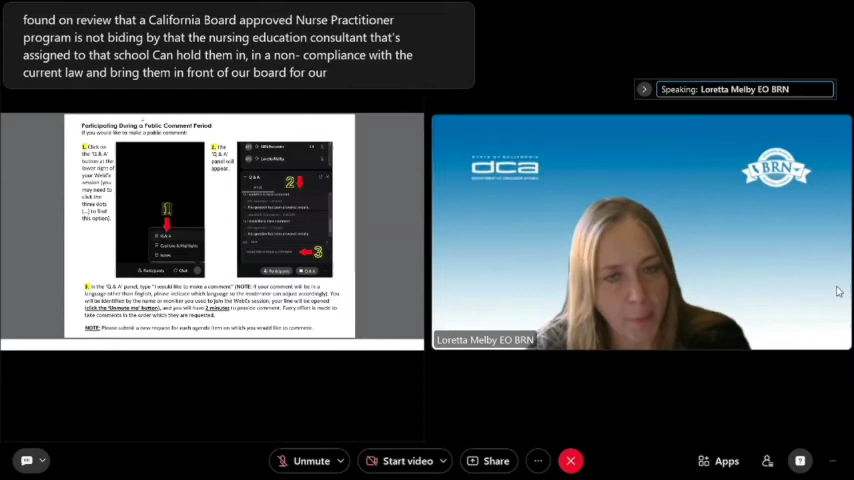 found on review that a California Board approved Nurse Practitioner
program is not biding by that the nursing education consultant that's
assigned to that school Can hold them in, in a non- compliance with the
current law and bring them in front of our board for our
Speaking: Loretta Melby EO BRN
Participating During a Public Comment Period
If you would like to make a public comment:
1. Click on
the 'Q & A'
button at the
lower right of
your WebEx
session (you
may need to
click the
three dots
(...) to find
this option).
1
Q & A
Notes
Participants
Chat
2. The
'Q & A'
panel will
appear.
Loretta Melby
Q & A
2
3
Participants
Q & A
3. In the 'Q & A' panel, type "I would like to make a comment" (NOTE: if your comment will be in a
language other than English, please indicate which language so the moderator can adjust accordingly). You
will be identified by the name or moniker you used to join the WebEx session, your line will be opened
(click the 'Unmute me' button), and you will have 2 minutes to provide comment. Every effort is made to
take comments in the order which they are requested.
NOTE: Please submit a new request for each agenda item on which you would like to comment.
STATE OF CALIFORNIA
dca
DEPARTMENT OF CONSUMER AFFAIRS
BRN
Loretta Melby EO BRN
Unmute
Start video
Share
Apps